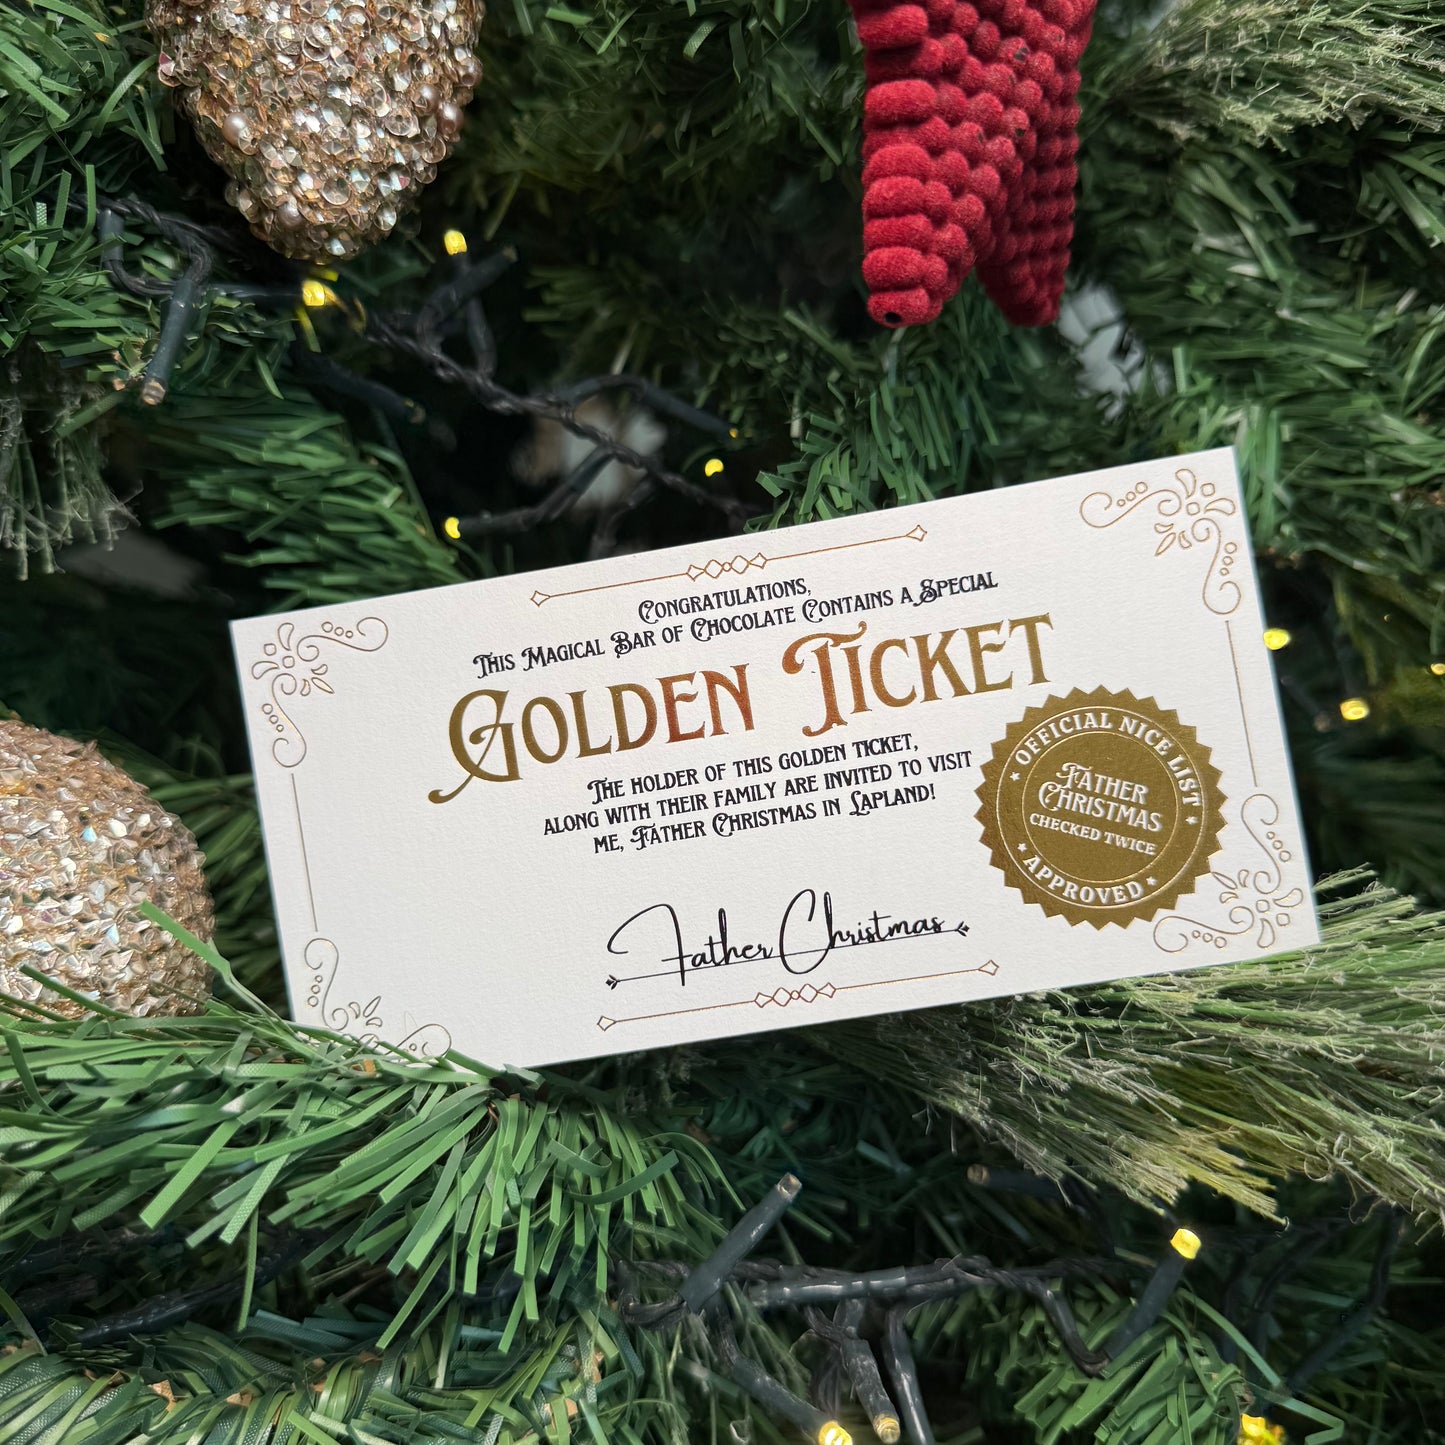 Congratulations,
This Magical Bar of Chocolate Contains a Special
Golden Ticket
The holder of this golden ticket,
along with their family are invited to visit
me, Father Christmas in Lapland!
Father Christmas
OFFICIAL NICE LIST
Father
Christmas
CHECKED TWICE
APPROVED